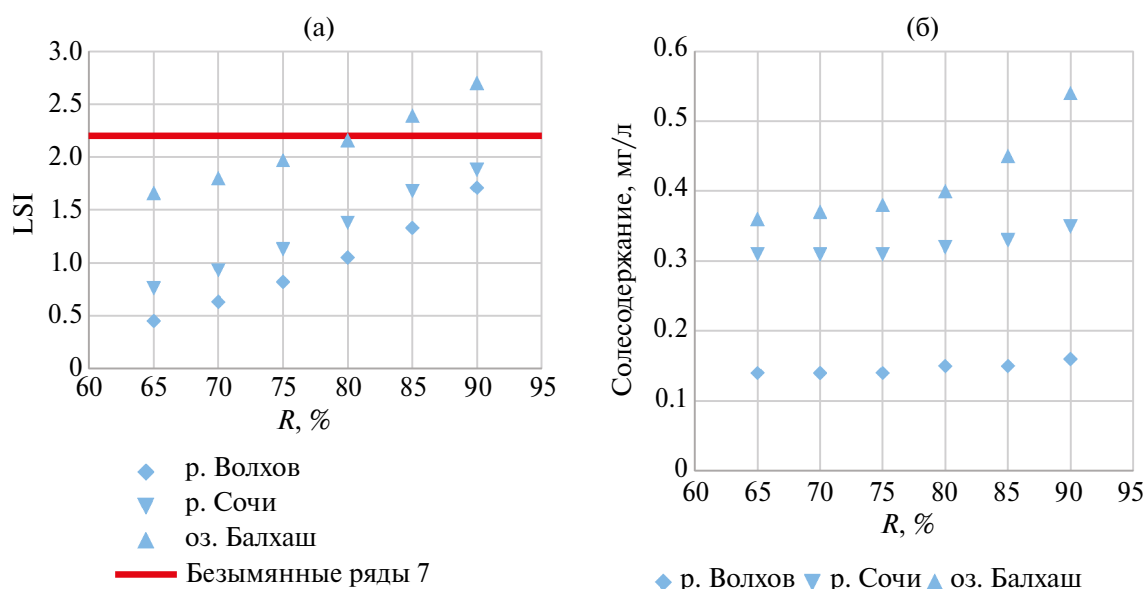 (а)
3.0
2.5
2.0
1.5
1.0
0.5
0
LSI
60 65 70 75 80 85 90 95
R, %
р. Волхов
р. Сочи
оз. Балхаш
Безымянные ряды 7
(б)
0.6
0.5
0.4
0.3
0.2
0.1
0
Солесодержание, мг/л
60 65 70 75 80 85 90 95
R, %
р. Волхов р. Сочи оз. Балхаш